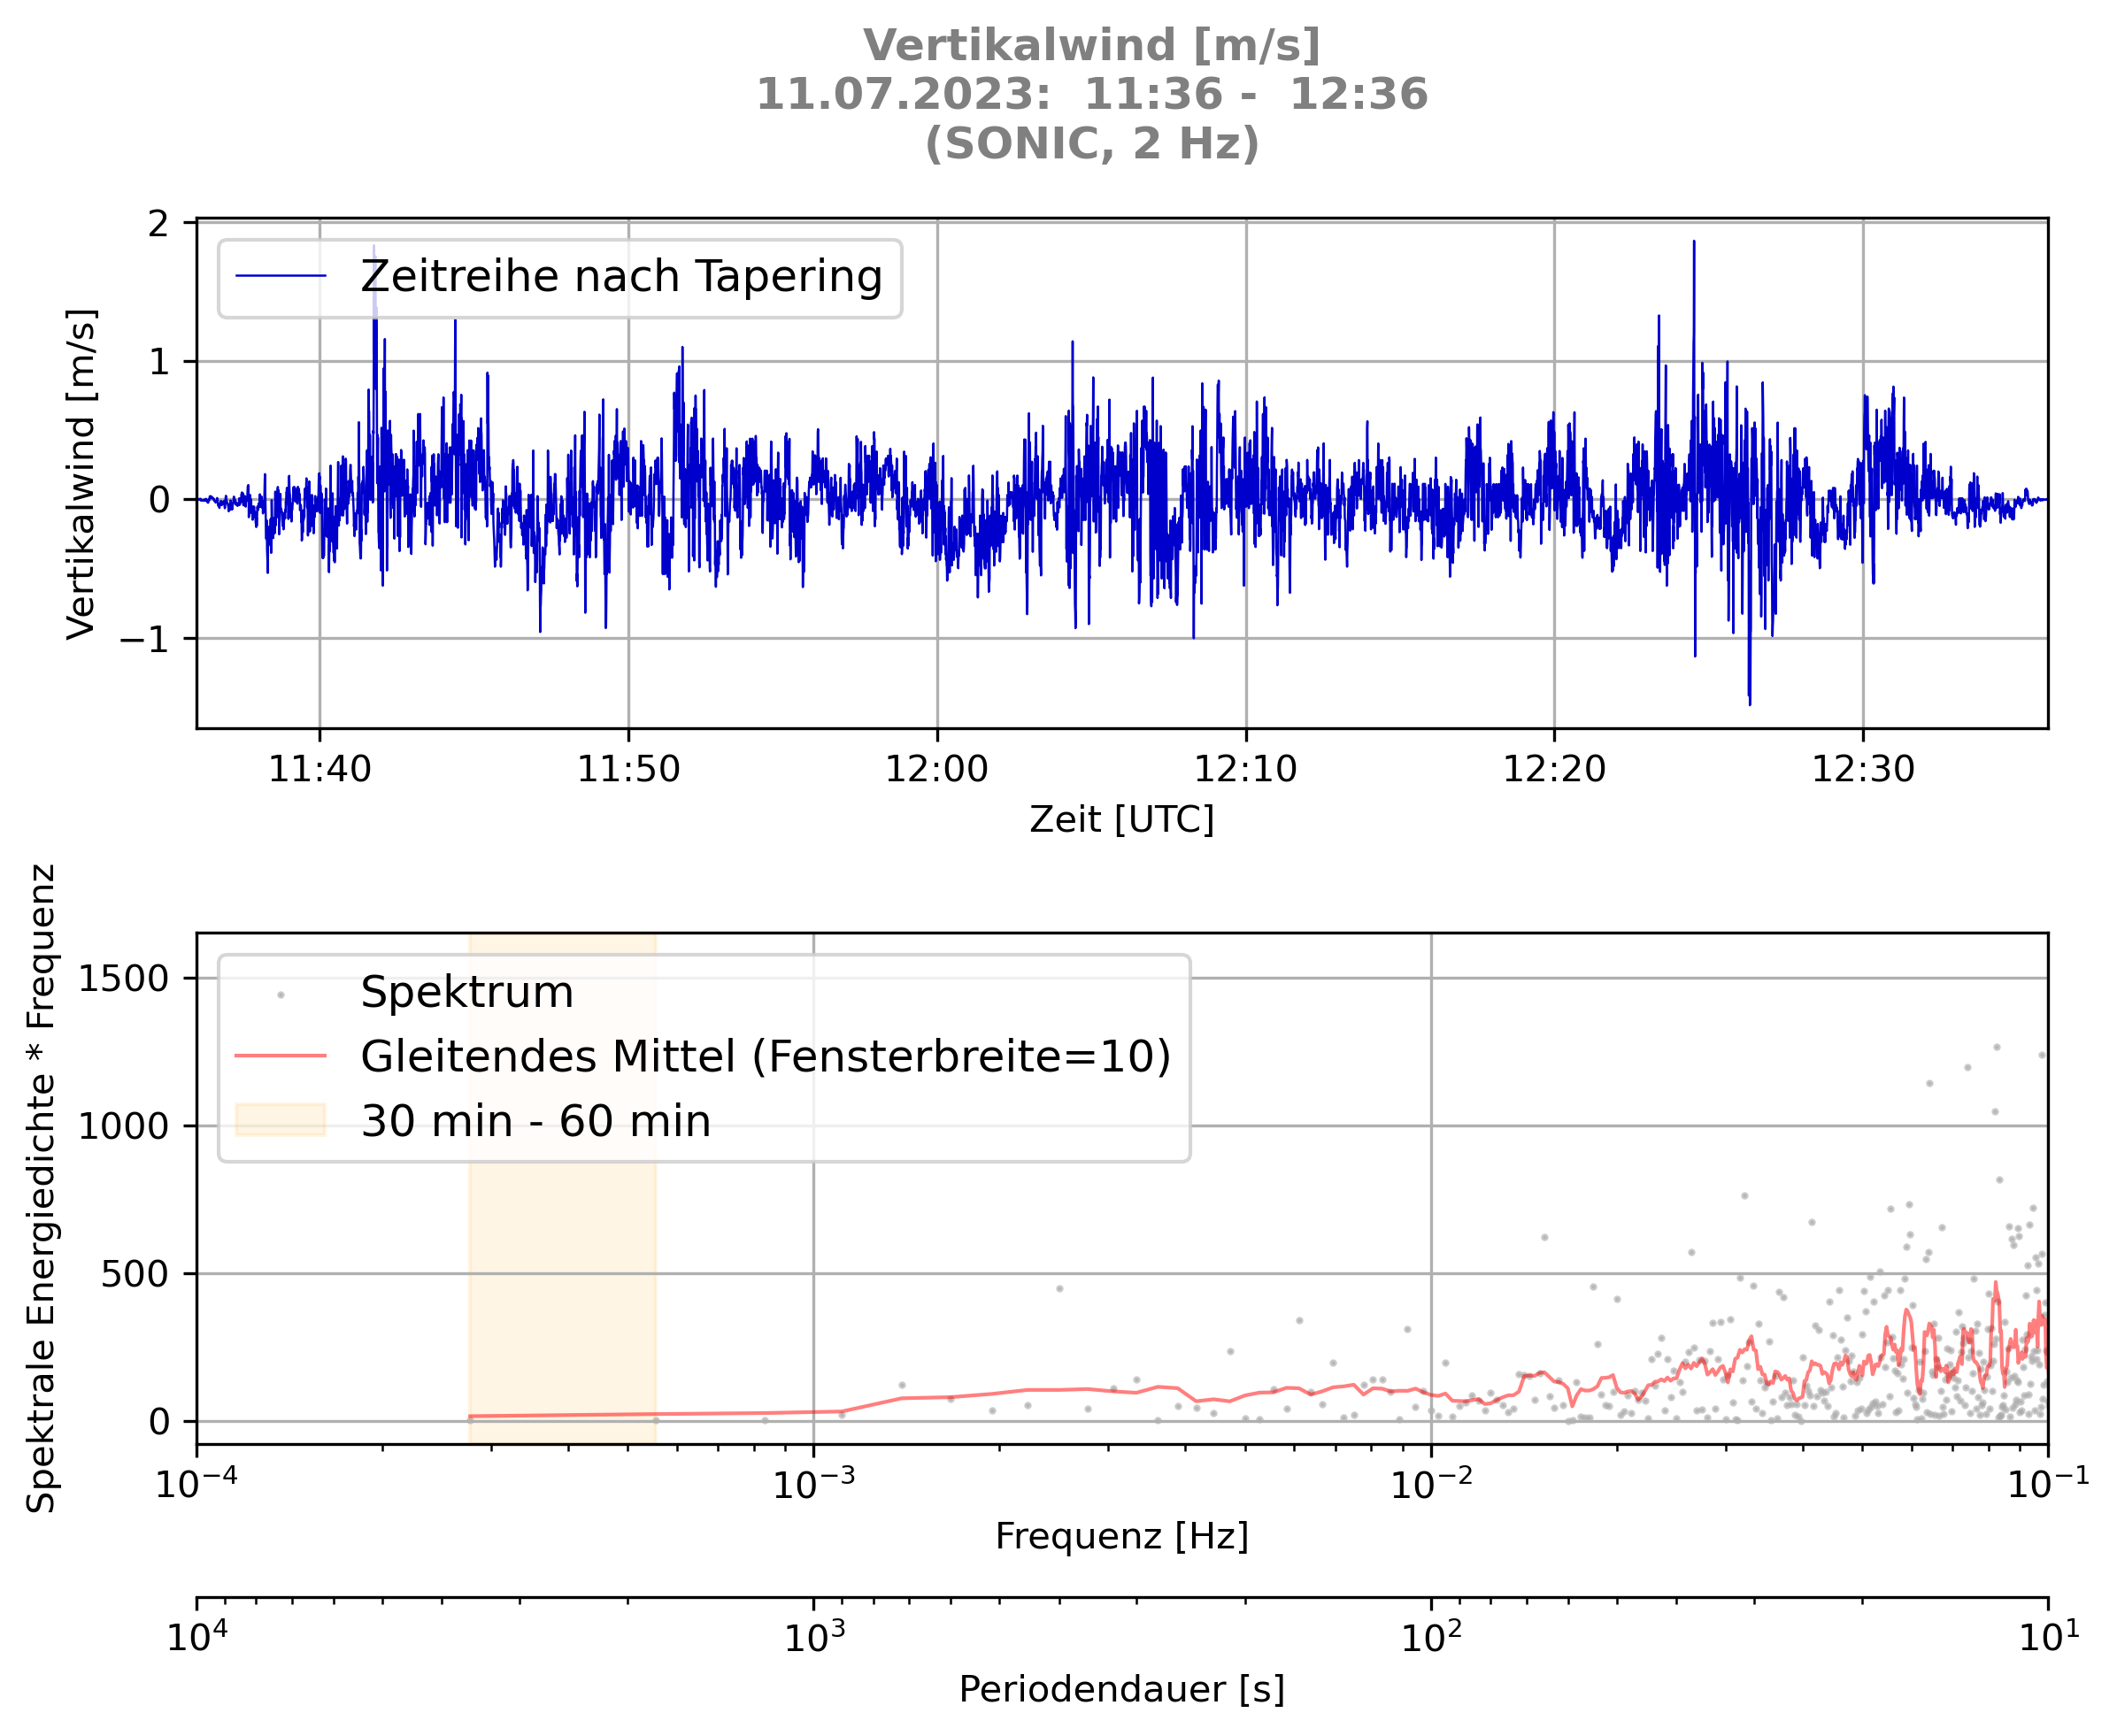 Vertikalwind [m/s]
11.07.2023:  11:36 -  12:36
(SONIC, 2 Hz)
2
1
0
−1
Vertikalwind [m/s]
Zeitreihe nach Tapering
11:40 11:50 12:00 12:10 12:20 12:30
Zeit [UTC]
Spektrale Energiedichte * Frequenz
1500
1000
500
0
Spektrum
Gleitendes Mittel (Fensterbreite=10)
30 min - 60 min
10⁻⁴ 10⁻³ 10⁻² 10⁻¹
Frequenz [Hz]
10⁴ 10³ 10² 10¹
Periodendauer [s]